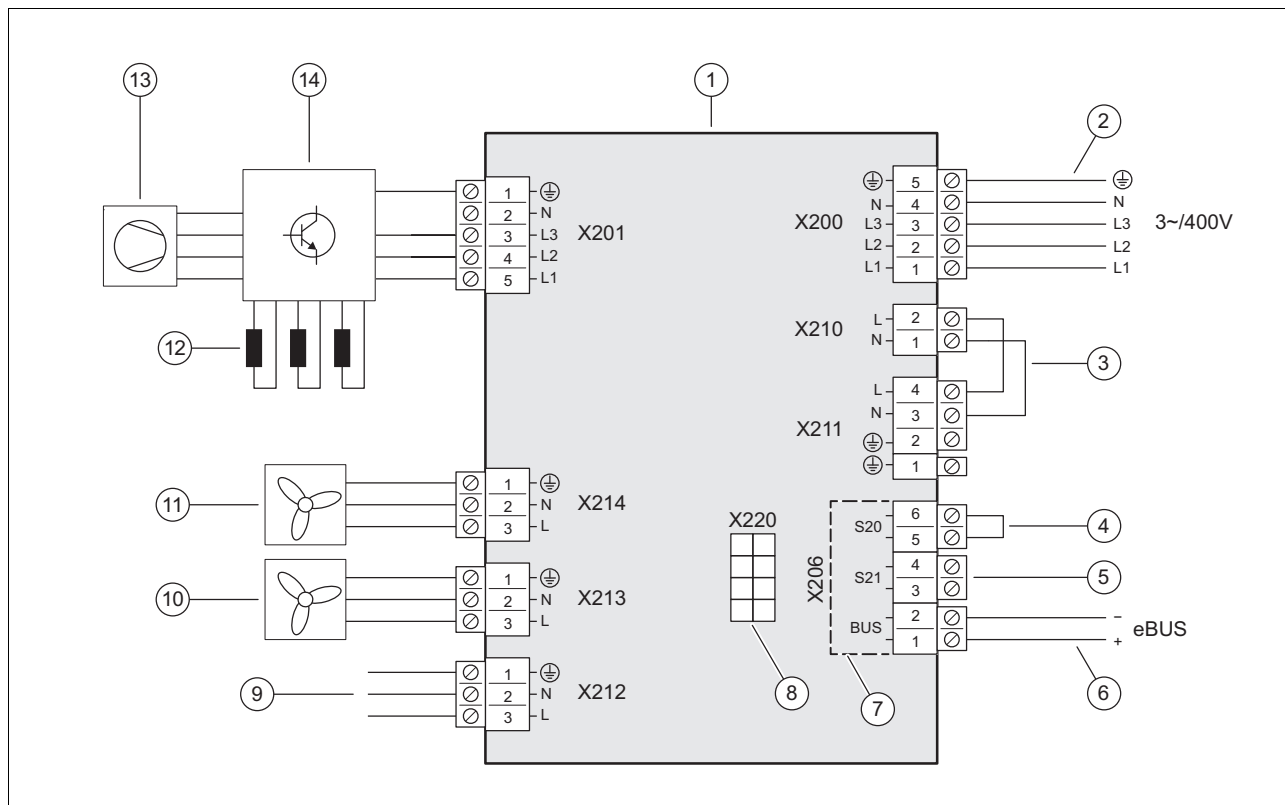 13
14
1
2
X201
1
2 N
3 L3
4 L2
5 L1
X200
5
N 4 N
L3 3 L3
L2 2 L2
L1 1 L1
3~/400V
12
X210
L 2
N 1
3
X211
L 4
N 3
2
1
11
X214
1
2 N
3 L
10
X213
1
2 N
3 L
9
X212
1
2 N
3 L
X220
8
X206
7
S20
6
5
4
S21
4
3
5
BUS
2 −
1 +
eBUS
6